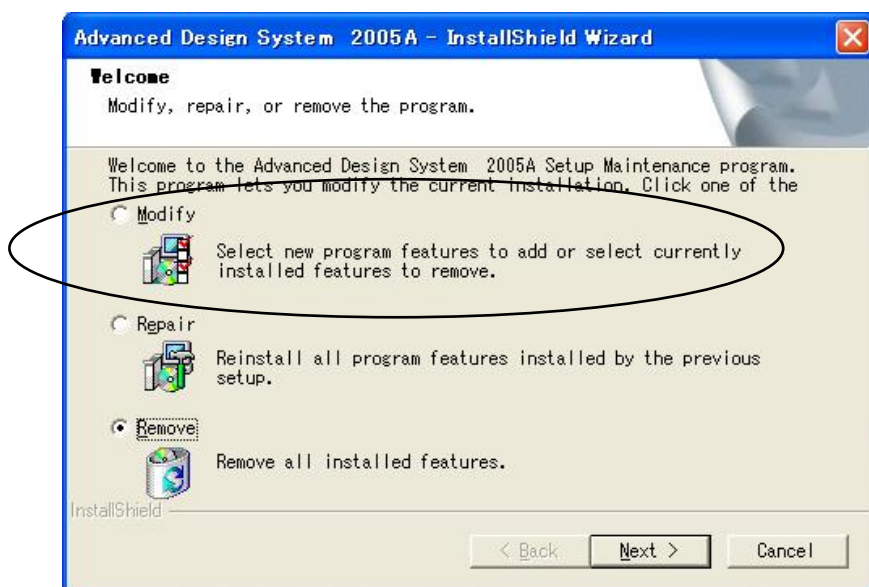 Advanced Design System 2005A - InstallShield Wizard
Welcome
Modify, repair, or remove the program.
Welcome to the Advanced Design System 2005A Setup Maintenance program.
This program lets you modify the current installation. Click one of the
Modify
Select new program features to add or select currently
installed features to remove.
Repair
Reinstall all program features installed by the previous
setup.
Remove
Remove all installed features.
InstallShield
< Back Next > Cancel